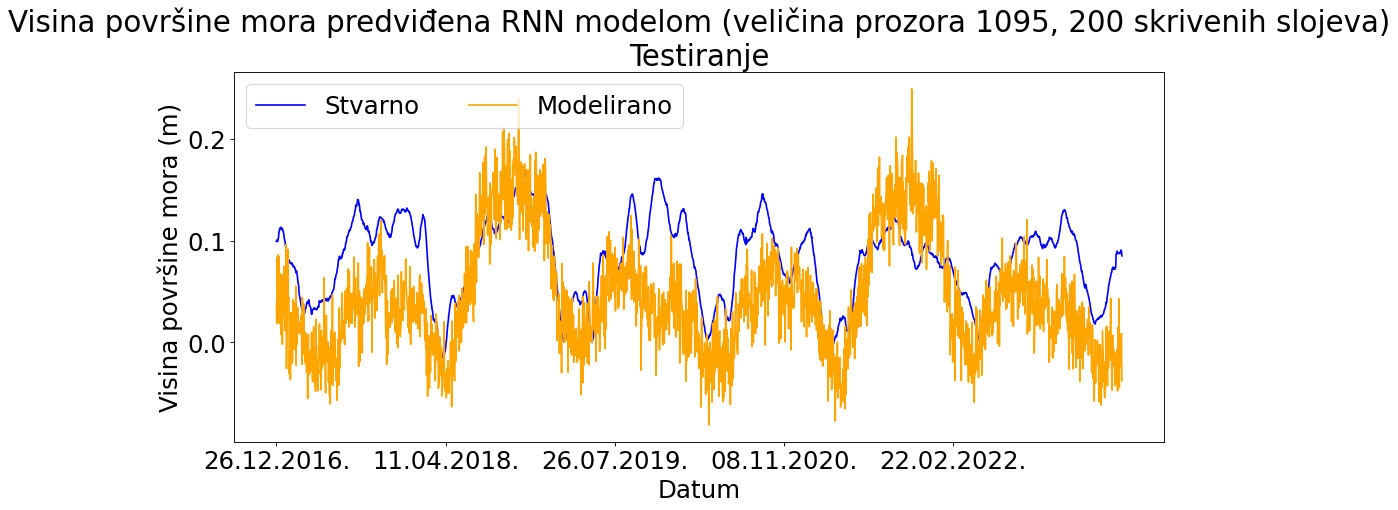 Visina površine mora predviđena RNN modelom (veličina prozora 1095, 200 skrivenih slojeva)
Testiranje
Stvarno Modelirano
Visina površine mora (m)
0.2
0.1
0.0
26.12.2016. 11.04.2018. 26.07.2019. 08.11.2020. 22.02.2022.
Datum